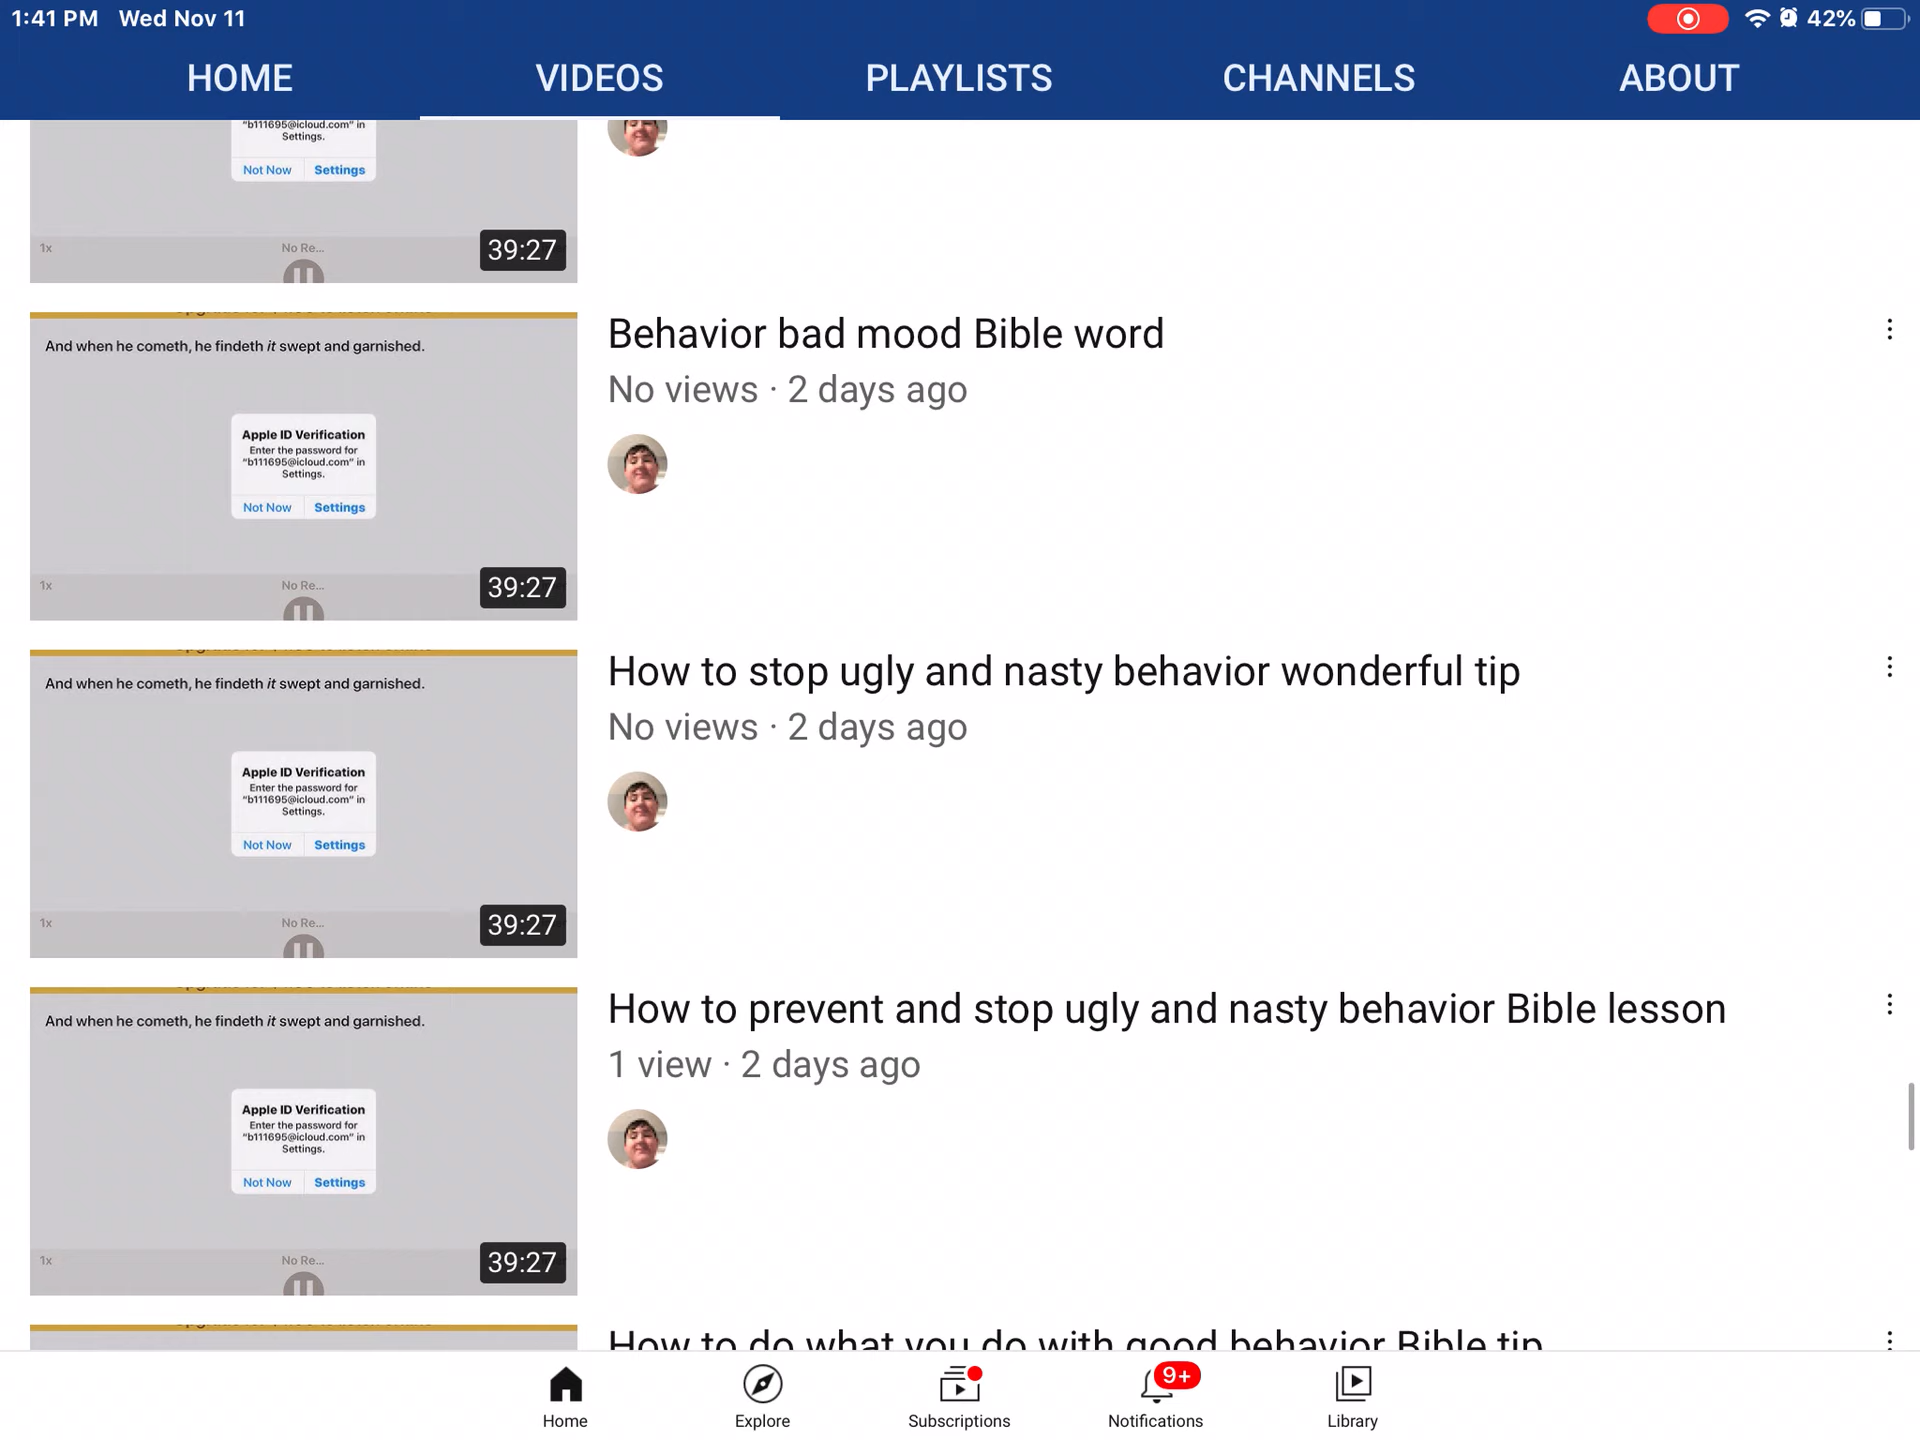 1:41 PM Wed Nov 11
42%
HOME VIDEOS PLAYLISTS CHANNELS ABOUT
"b111695@icloud.com" in
Settings.
Not Now Settings
1x No Re...
39:27
And when he cometh, he findeth it swept and garnished.
Apple ID Verification
Enter the password for
"b111695@icloud.com" in
Settings.
Not Now Settings
1x No Re...
39:27
Behavior bad mood Bible word
No views · 2 days ago
And when he cometh, he findeth it swept and garnished.
Apple ID Verification
Enter the password for
"b111695@icloud.com" in
Settings.
Not Now Settings
1x No Re...
39:27
How to stop ugly and nasty behavior wonderful tip
No views · 2 days ago
And when he cometh, he findeth it swept and garnished.
Apple ID Verification
Enter the password for
"b111695@icloud.com" in
Settings.
Not Now Settings
1x No Re...
39:27
How to prevent and stop ugly and nasty behavior Bible lesson
1 view · 2 days ago
How to do what you do with good behavior Bible tip
9+
Home Explore Subscriptions Notifications Library